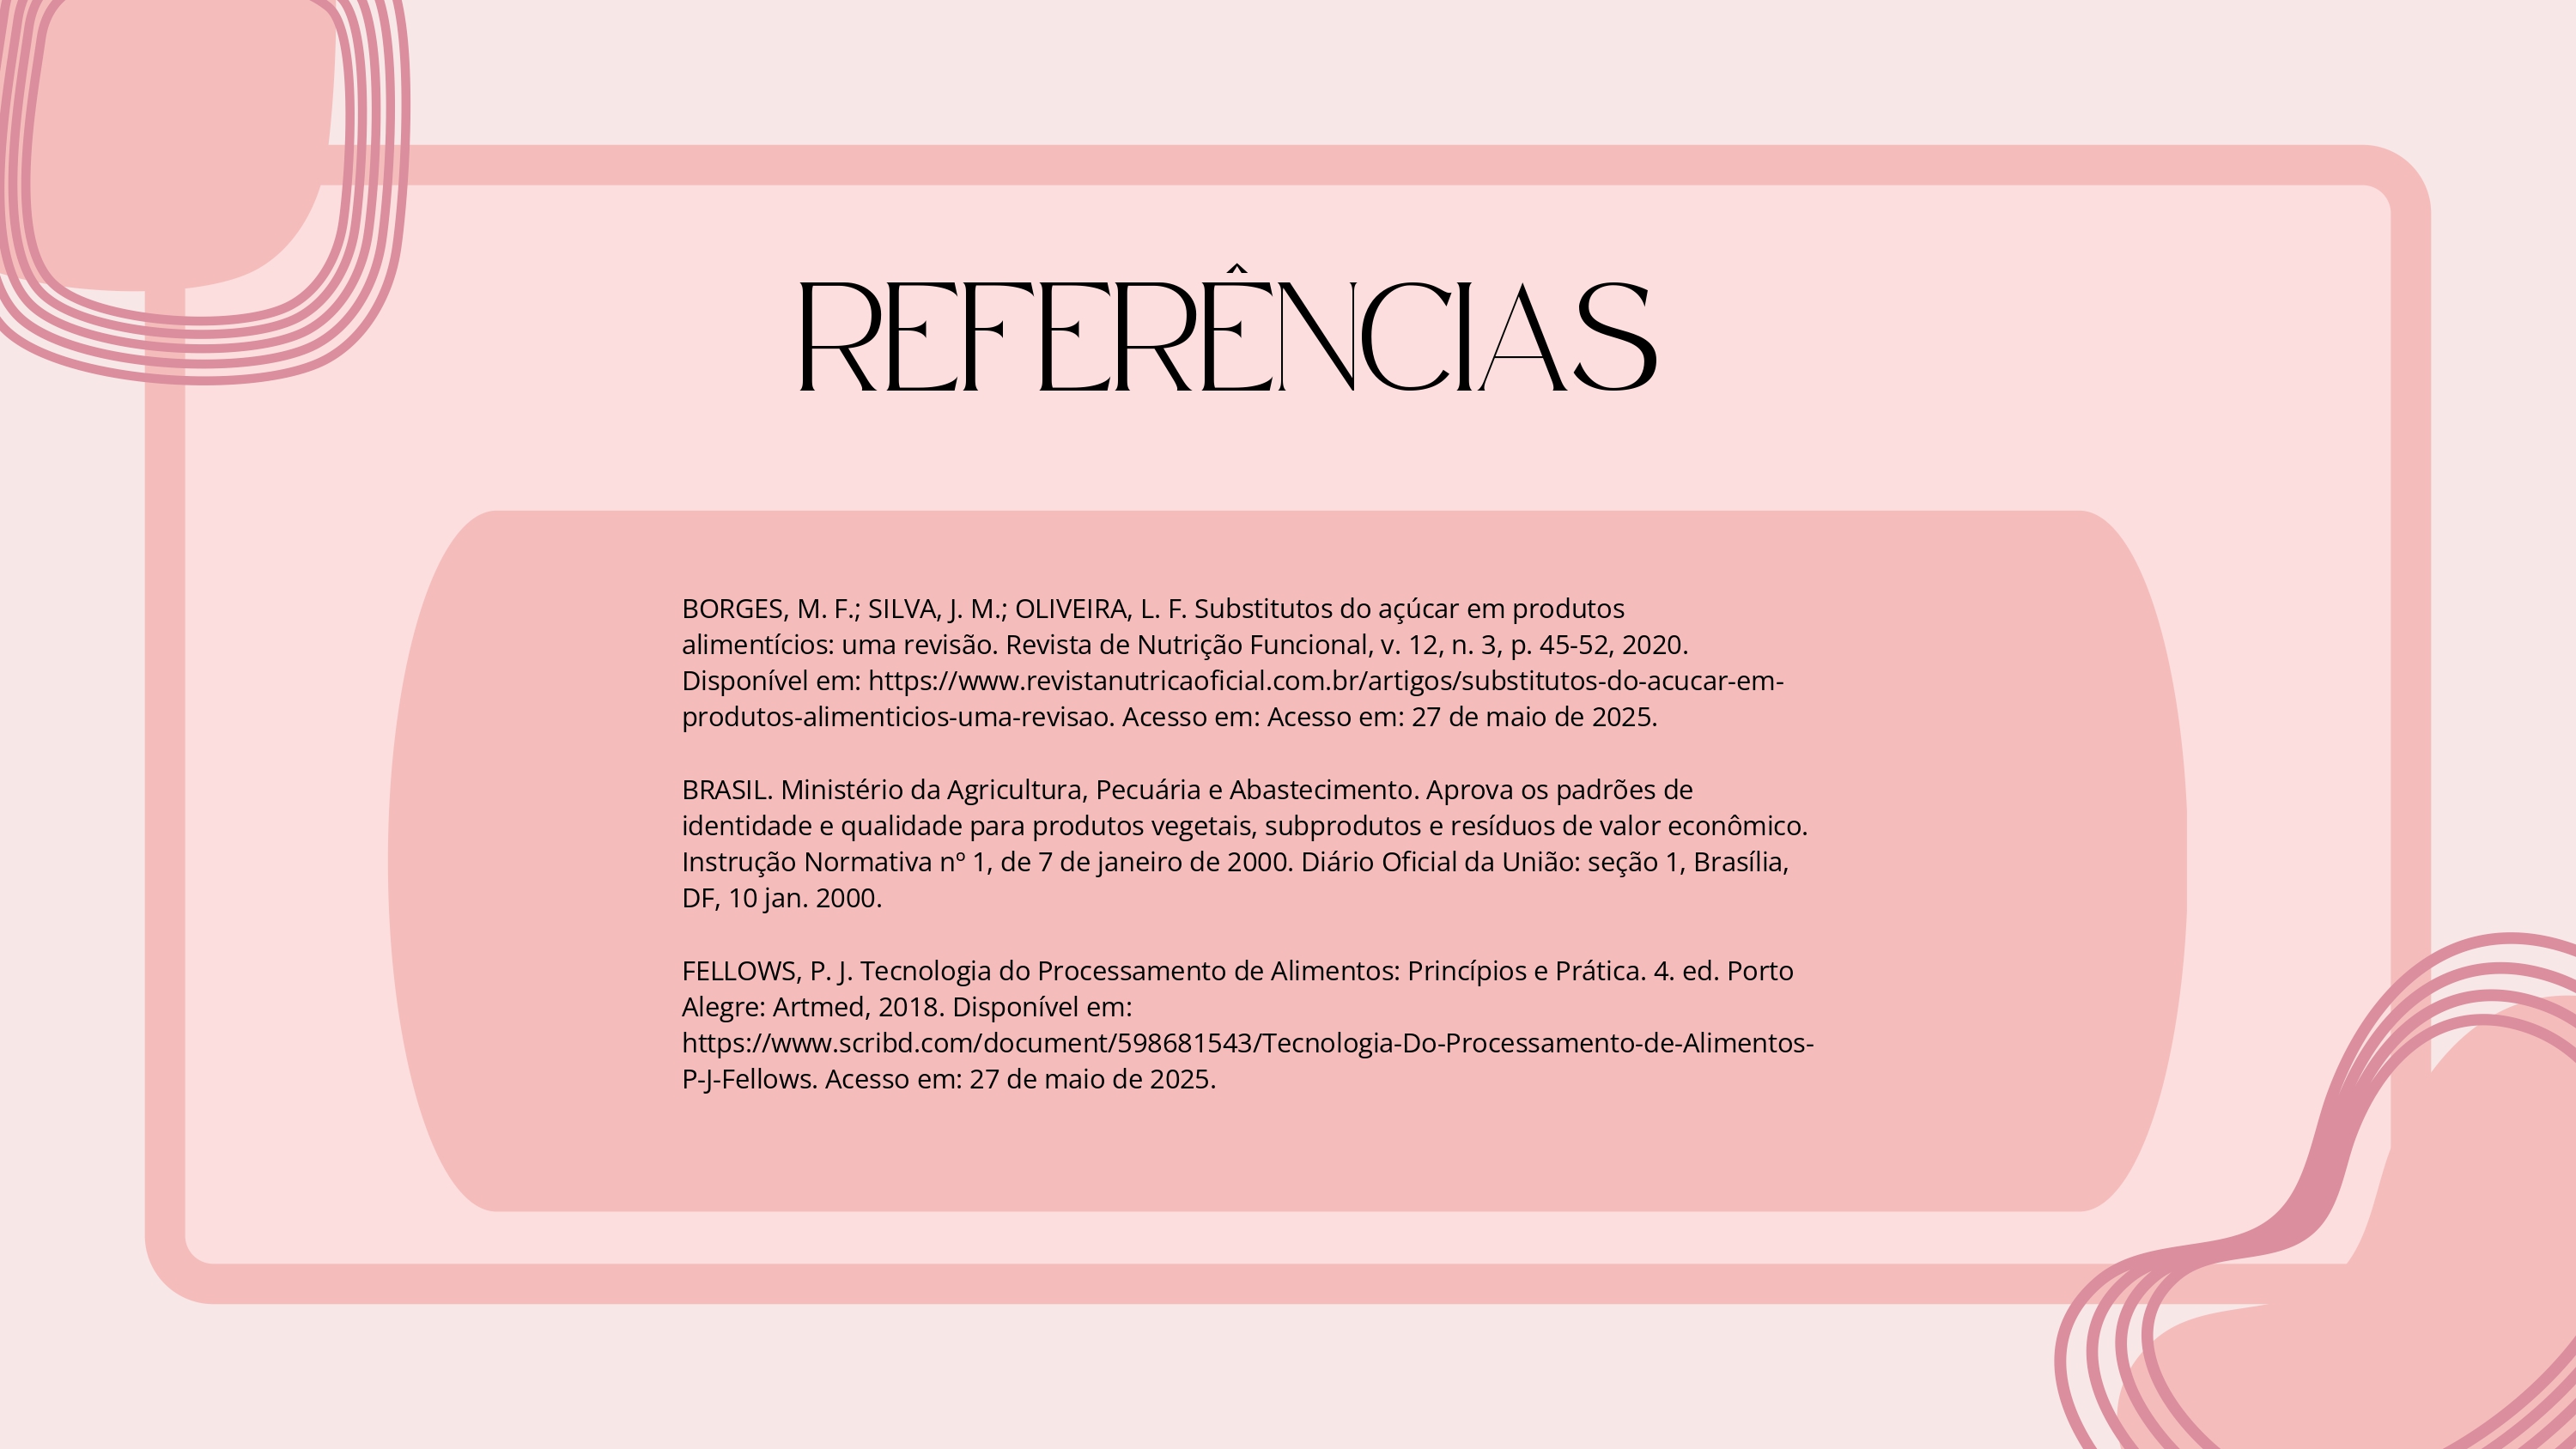 REFERÊNCIAS
BORGES, M. F.; SILVA, J. M.; OLIVEIRA, L. F. Substitutos do açúcar em produtos
alimentícios: uma revisão. Revista de Nutrição Funcional, v. 12, n. 3, p. 45-52, 2020.
Disponível em: https://www.revistanutricaoficial.com.br/artigos/substitutos-do-acucar-em-
produtos-alimenticios-uma-revisao. Acesso em: Acesso em: 27 de maio de 2025.
BRASIL. Ministério da Agricultura, Pecuária e Abastecimento. Aprova os padrões de
identidade e qualidade para produtos vegetais, subprodutos e resíduos de valor econômico.
Instrução Normativa nº 1, de 7 de janeiro de 2000. Diário Oficial da União: seção 1, Brasília,
DF, 10 jan. 2000.
FELLOWS, P. J. Tecnologia do Processamento de Alimentos: Princípios e Prática. 4. ed. Porto
Alegre: Artmed, 2018. Disponível em:
https://www.scribd.com/document/598681543/Tecnologia-Do-Processamento-de-Alimentos-
P-J-Fellows. Acesso em: 27 de maio de 2025.